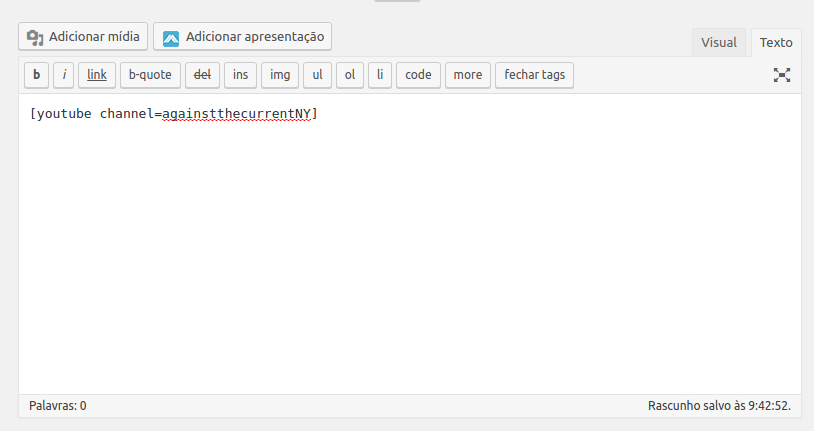 Adicionar mídia Adicionar apresentação
Visual Texto
b i link b-quote del ins img ul ol li code more fechar tags
[youtube channel=againstthecurrentNY]
Palavras: 0 Rascunho salvo às 9:42:52.